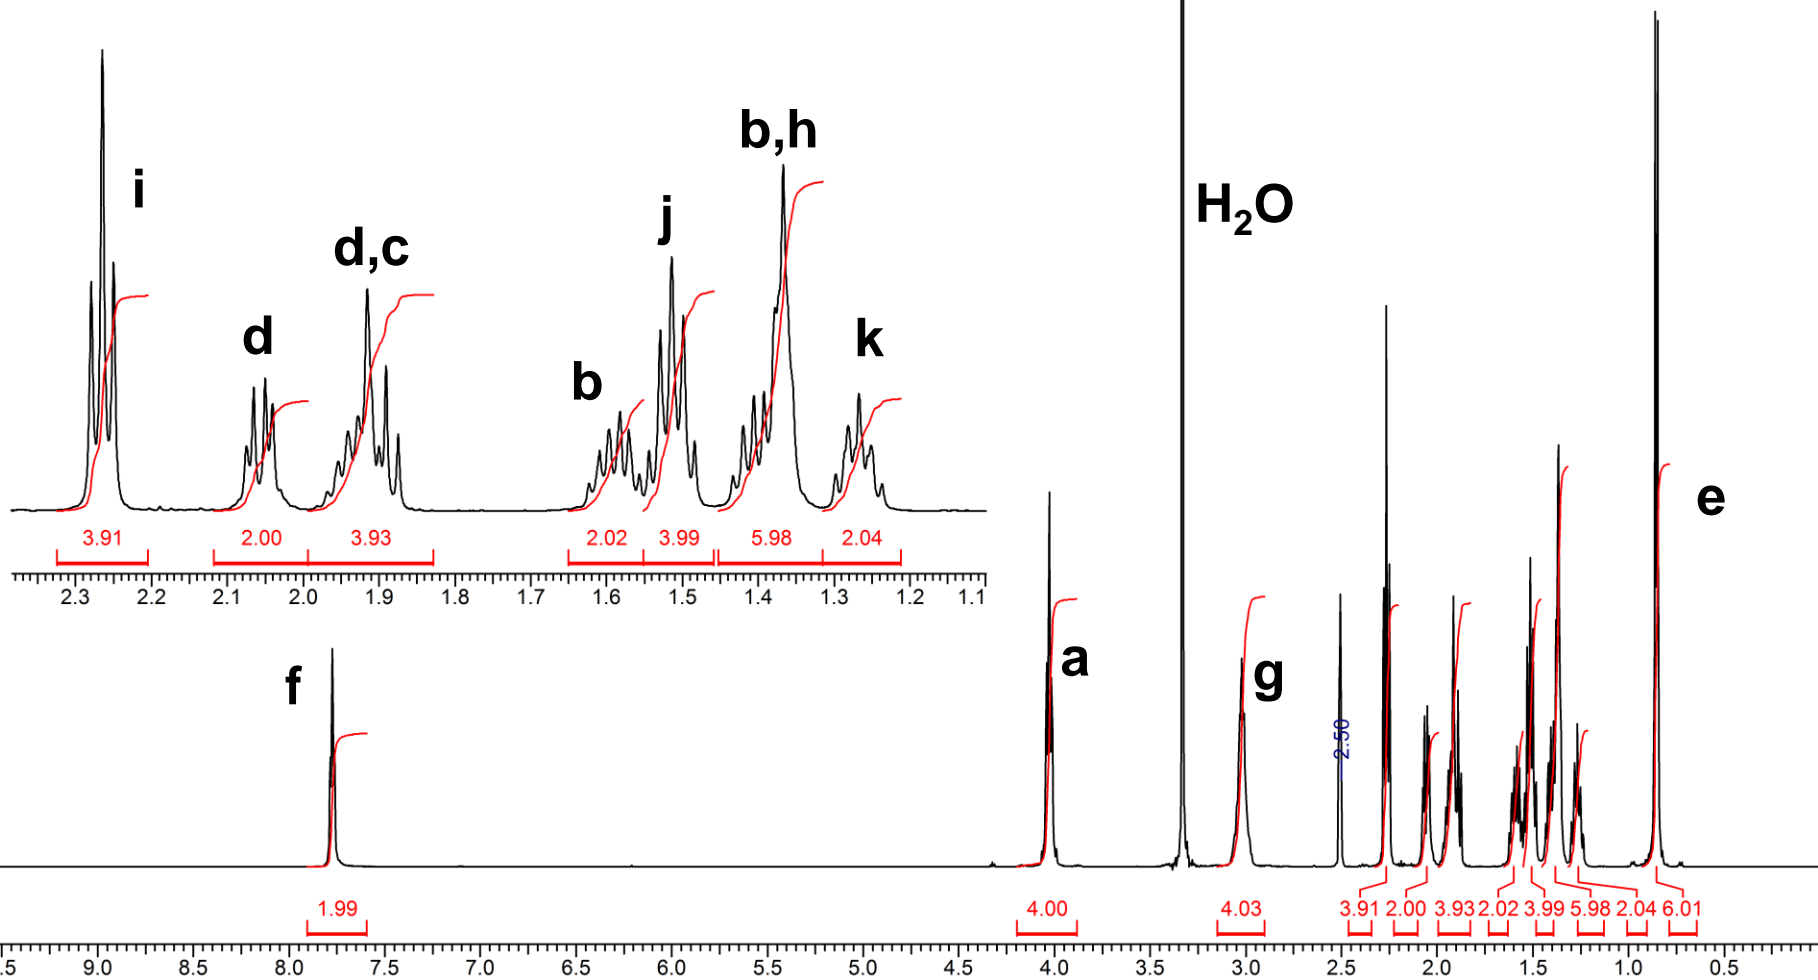 b,h
i
H₂O
j
d,c
d
k
b
3.91 2.00 3.93 2.02 3.99 5.98 2.04
2.3 2.2 2.1 2.0 1.9 1.8 1.7 1.6 1.5 1.4 1.3 1.2 1.1
e
f
a
g
2.50
1.99 4.00 4.03 3.91 2.00 3.93 2.02 3.99 5.98 2.04 6.01
.5 9.0 8.5 8.0 7.5 7.0 6.5 6.0 5.5 5.0 4.5 4.0 3.5 3.0 2.5 2.0 1.5 1.0 0.5